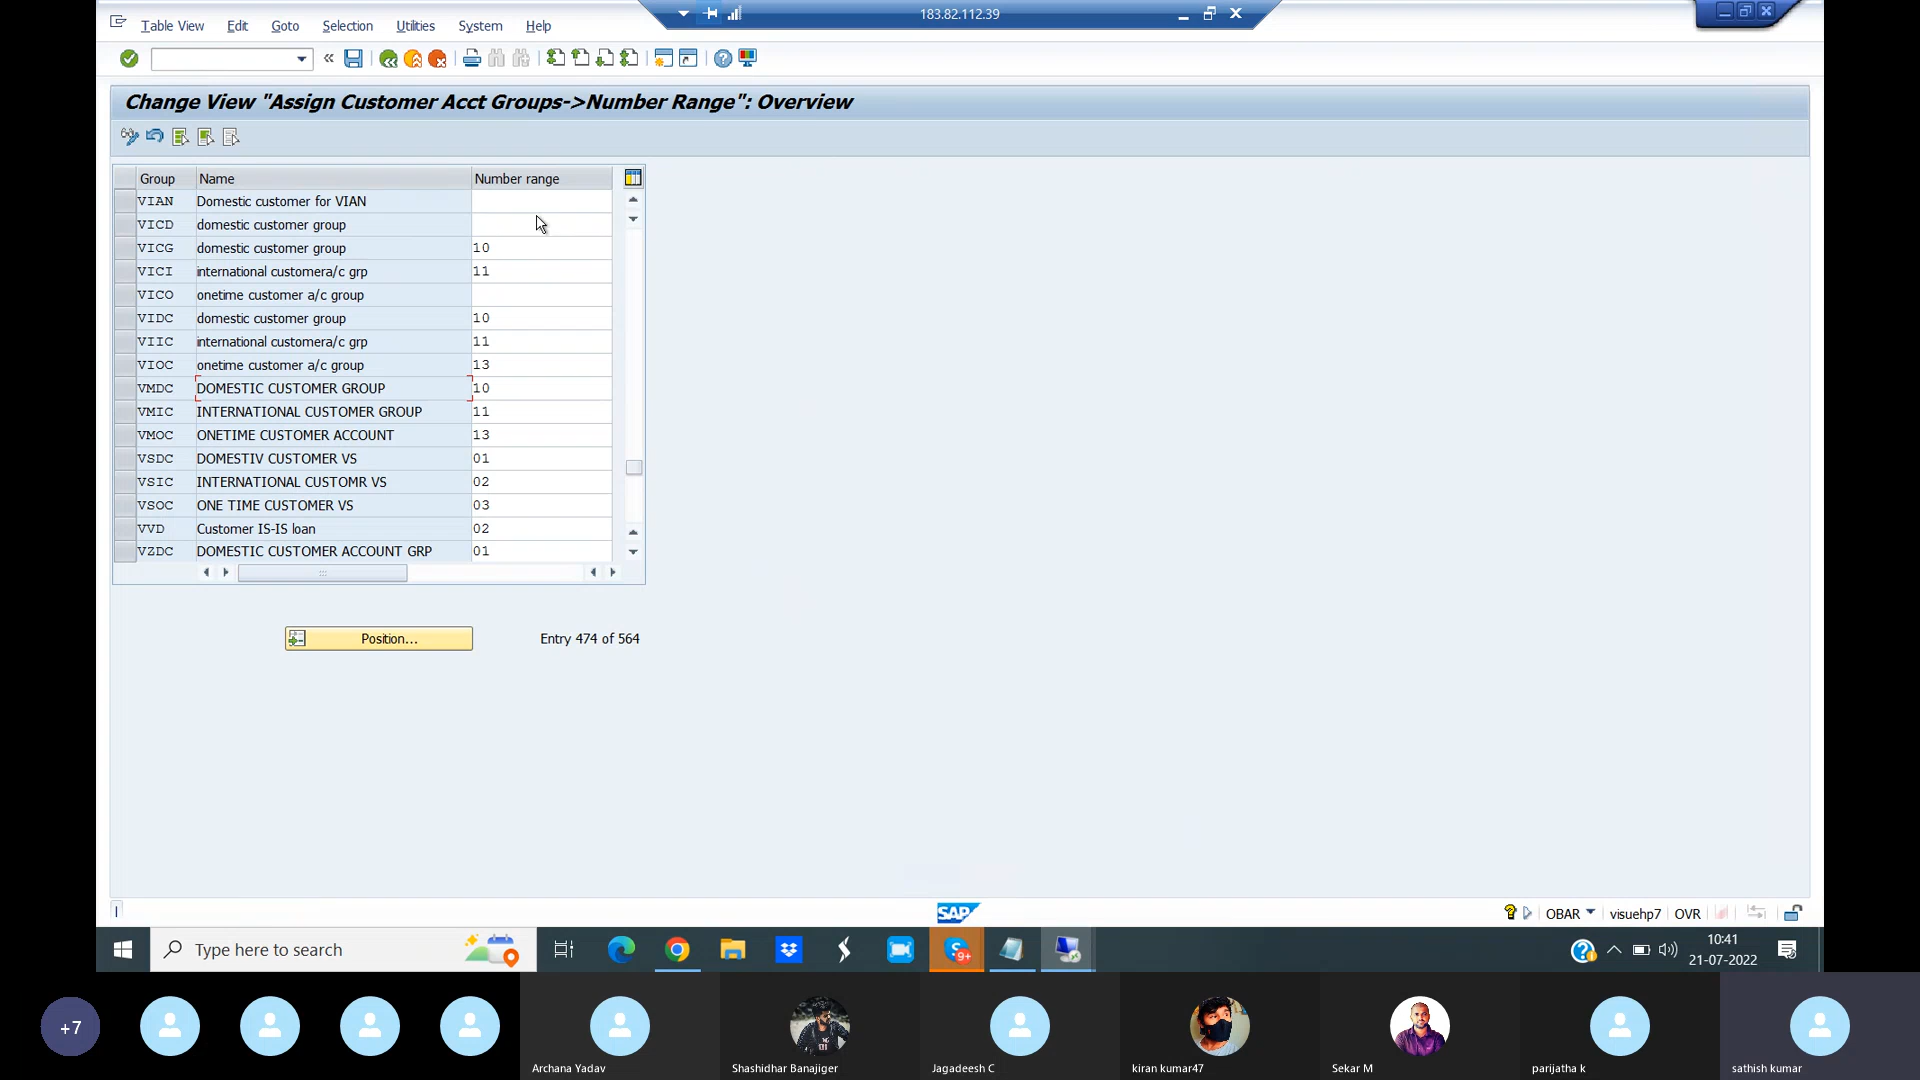 183.82.112.39
Table View Edit Goto Selection Utilities System Help
Change View "Assign Customer Acct Groups->Number Range": Overview
Group Name Number range
VIAN Domestic customer for VIAN
VICD domestic customer group
VICG domestic customer group 10
VICI international customera/c grp 11
VICO onetime customer a/c group
VIDC domestic customer group 10
VIIC international customera/c grp 11
VIOC onetime customer a/c group 13
VMDC DOMESTIC CUSTOMER GROUP 10
VMIC INTERNATIONAL CUSTOMER GROUP 11
VMOC ONETIME CUSTOMER ACCOUNT 13
VSDC DOMESTIV CUSTOMER VS 01
VSIC INTERNATIONAL CUSTOMR VS 02
VSOC ONE TIME CUSTOMER VS 03
VVD Customer IS-IS loan 02
VZDC DOMESTIC CUSTOMER ACCOUNT GRP 01
Position... Entry 474 of 564
SAP
OBAR visuehp7 OVR
Type here to search
9+
10:41
21-07-2022
+7
Archana Yadav Shashidhar Banajiger Jagadeesh C kiran kumar47 Sekar M parijatha k sathish kumar